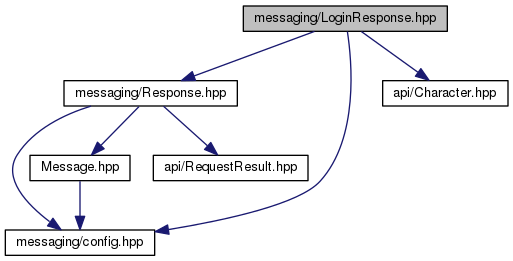 messaging/LoginResponse.hpp
messaging/Response.hpp
api/Character.hpp
Message.hpp
api/RequestResult.hpp
messaging/config.hpp